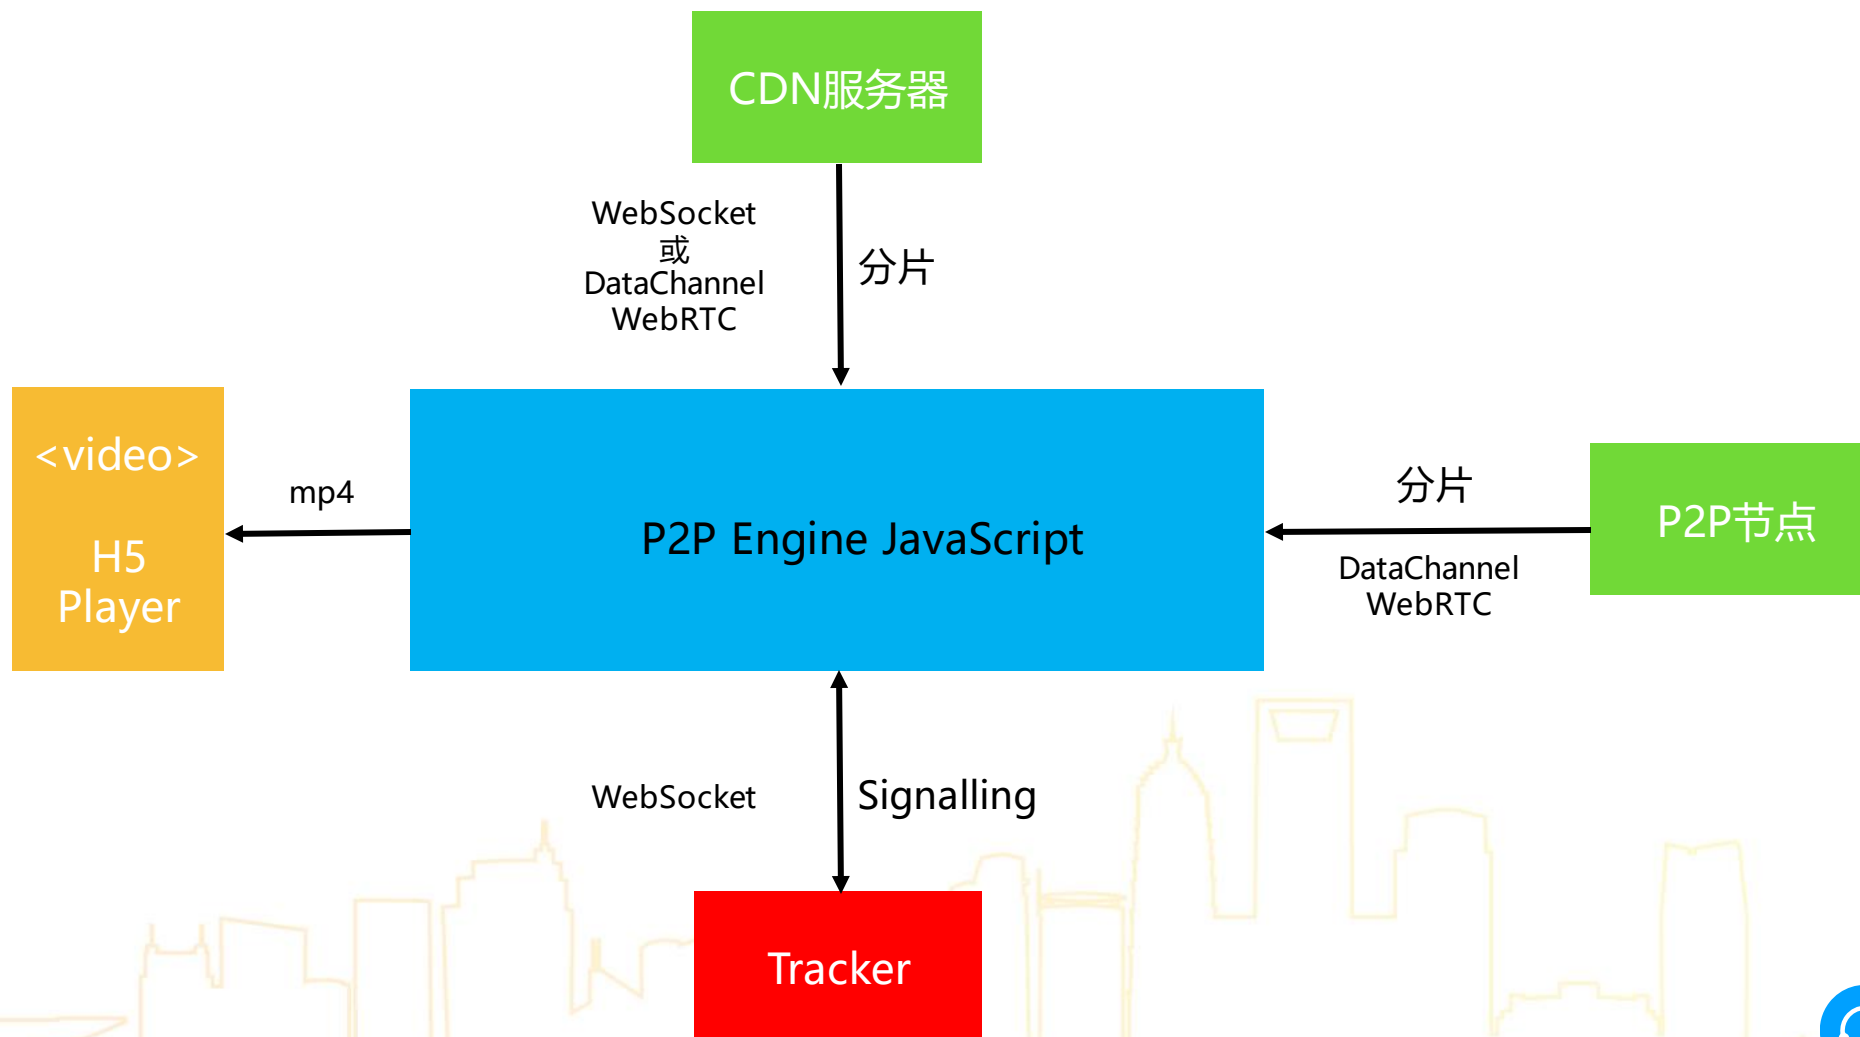 CDN服务器
WebSocket
或
DataChannel
WebRTC
分片
<video>
H5
Player
mp4
P2P Engine JavaScript
分片
DataChannel
WebRTC
P2P节点
WebSocket
Signalling
Tracker